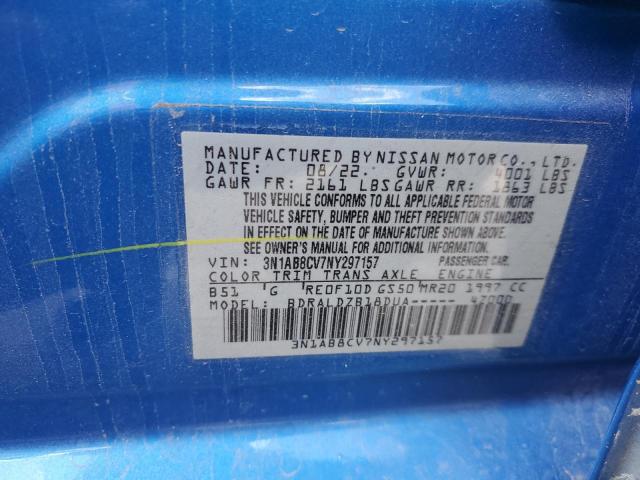 MANUFACTURED BY NISSAN MOTOR CO., LTD.
DATE: 08/22. GVWR: 4001 LBS
GAWR FR: 2161 LBS GAWR RR: 1863 LBS
THIS VEHICLE CONFORMS TO ALL APPLICABLE FEDERAL MOTOR
VEHICLE SAFETY, BUMPER AND THEFT PREVENTION STANDARDS
IN EFFECT ON THE DATE OF MANUFACTURE SHOWN ABOVE.
SEE OWNER'S MANUAL FOR ADDITIONAL INFORMATION.
VIN: 3N1AB8CV7NY297157 PASSENGER CAR.
COLOR TRIM TRANS AXLE ENGINE
B51 G RE0F10D GS50 MR20 1997 CC
MODEL: BDRALDZB18DUA- 4Z000
3N1AB8CV7NY297157